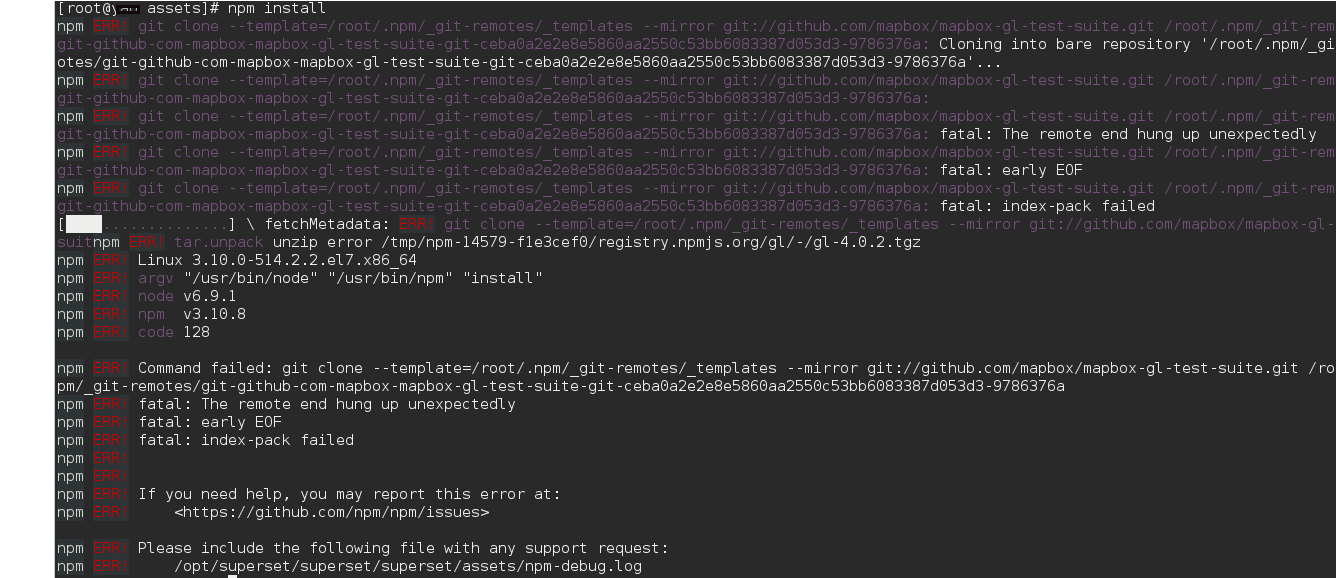 [root@ assets]# npm install
npm ERR! git clone --template=/root/.npm/_git-remotes/_templates --mirror git://github.com/mapbox/mapbox-gl-test-suite.git /root/.npm/_git-rem
git-github-com-mapbox-mapbox-gl-test-suite-git-ceba0a2e2e8e5860aa2550c53bb6083387d053d3-9786376a: Cloning into bare repository '/root/.npm/_gi
otes/git-github-com-mapbox-mapbox-gl-test-suite-git-ceba0a2e2e8e5860aa2550c53bb6083387d053d3-9786376a'...
npm ERR! git clone --template=/root/.npm/_git-remotes/_templates --mirror git://github.com/mapbox/mapbox-gl-test-suite.git /root/.npm/_git-rem
git-github-com-mapbox-mapbox-gl-test-suite-git-ceba0a2e2e8e5860aa2550c53bb6083387d053d3-9786376a:
npm ERR! git clone --template=/root/.npm/_git-remotes/_templates --mirror git://github.com/mapbox/mapbox-gl-test-suite.git /root/.npm/_git-rem
git-github-com-mapbox-mapbox-gl-test-suite-git-ceba0a2e2e8e5860aa2550c53bb6083387d053d3-9786376a: fatal: The remote end hung up unexpectedly
npm ERR! git clone --template=/root/.npm/_git-remotes/_templates --mirror git://github.com/mapbox/mapbox-gl-test-suite.git /root/.npm/_git-rem
git-github-com-mapbox-mapbox-gl-test-suite-git-ceba0a2e2e8e5860aa2550c53bb6083387d053d3-9786376a: fatal: early EOF
npm ERR! git clone --template=/root/.npm/_git-remotes/_templates --mirror git://github.com/mapbox/mapbox-gl-test-suite.git /root/.npm/_git-rem
git-github-com-mapbox-mapbox-gl-test-suite-git-ceba0a2e2e8e5860aa2550c53bb6083387d053d3-9786376a: fatal: index-pack failed
[    ..............] \ fetchMetadata: ERR! git clone --template=/root/.npm/_git-remotes/_templates --mirror git://github.com/mapbox/mapbox-gl-
suitnpm ERR! tar.unpack unzip error /tmp/npm-14579-f1e3cef0/registry.npmjs.org/gl/-/gl-4.0.2.tgz
npm ERR! Linux 3.10.0-514.2.2.el7.x86_64
npm ERR! argv "/usr/bin/node" "/usr/bin/npm" "install"
npm ERR! node v6.9.1
npm ERR! npm  v3.10.8
npm ERR! code 128
npm ERR! Command failed: git clone --template=/root/.npm/_git-remotes/_templates --mirror git://github.com/mapbox/mapbox-gl-test-suite.git /ro
pm/_git-remotes/git-github-com-mapbox-mapbox-gl-test-suite-git-ceba0a2e2e8e5860aa2550c53bb6083387d053d3-9786376a
npm ERR! fatal: The remote end hung up unexpectedly
npm ERR! fatal: early EOF
npm ERR! fatal: index-pack failed
npm ERR!
npm ERR!
npm ERR! If you need help, you may report this error at:
npm ERR!     <https://github.com/npm/npm/issues>
npm ERR! Please include the following file with any support request:
npm ERR!     /opt/superset/superset/superset/assets/npm-debug.log